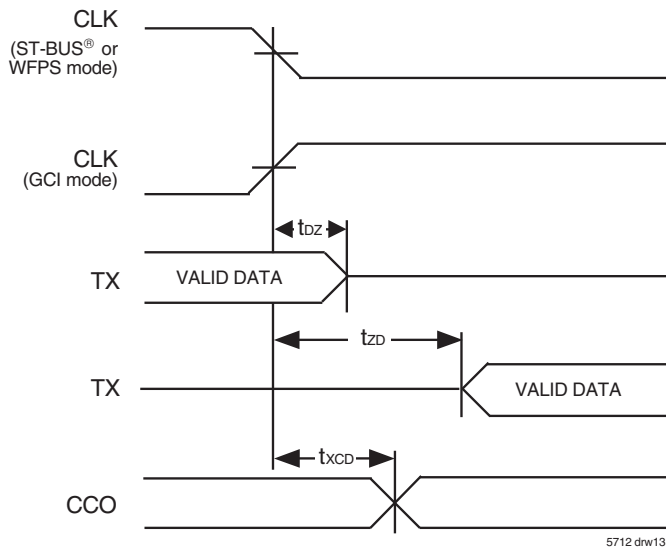 CLK
(ST-BUS® or
WFPS mode)
CLK
(GCI mode)
tDZ
TX
VALID DATA
tZD
TX
VALID DATA
tXCD
CCO
5712 drw13